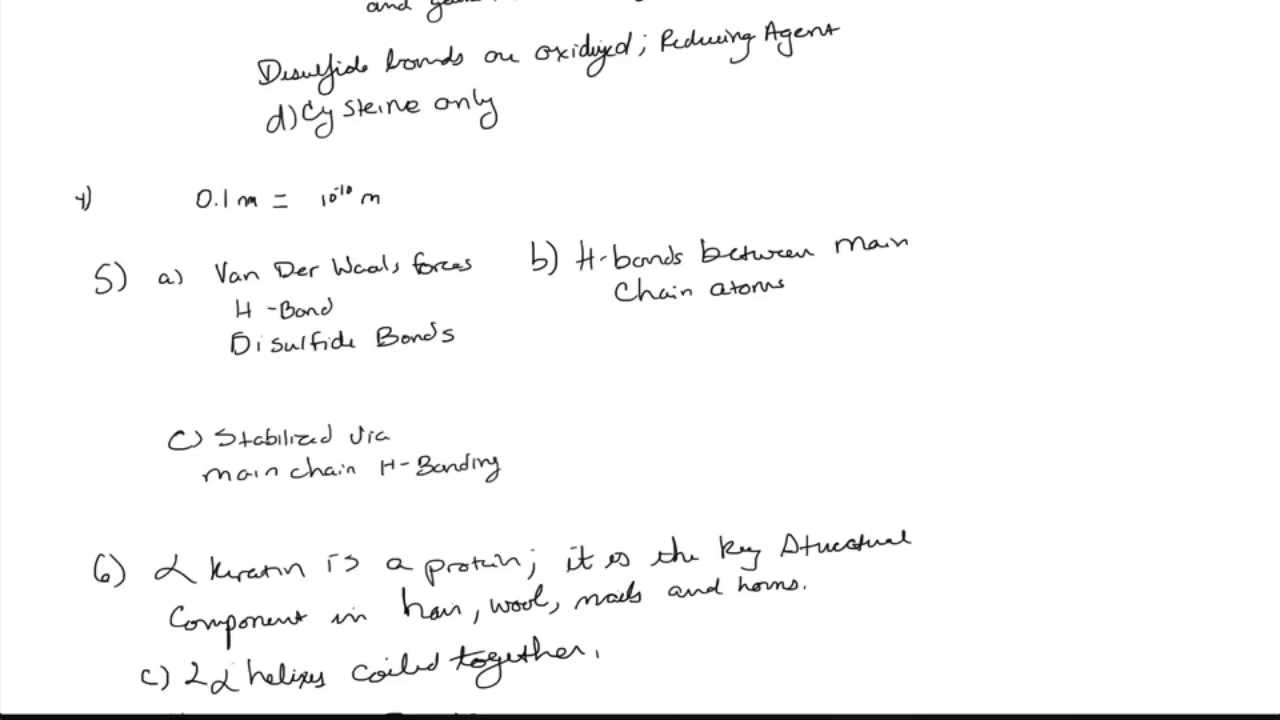 and
Disulfide bonds are oxidized; Reducing Agent
d) Cysteine only
4) 0.1 m = 10⁻¹⁰ m
5) a) Van Der Waals forces
H-Bond
Disulfide Bonds
b) H-bonds between main
Chain atoms
c) Stabilized via
main chain H-Bonding
6) α Keratin is a protein; it is the key Structural
Component in hair, wool, nails and horns.
c) 2 α helixes coiled together.